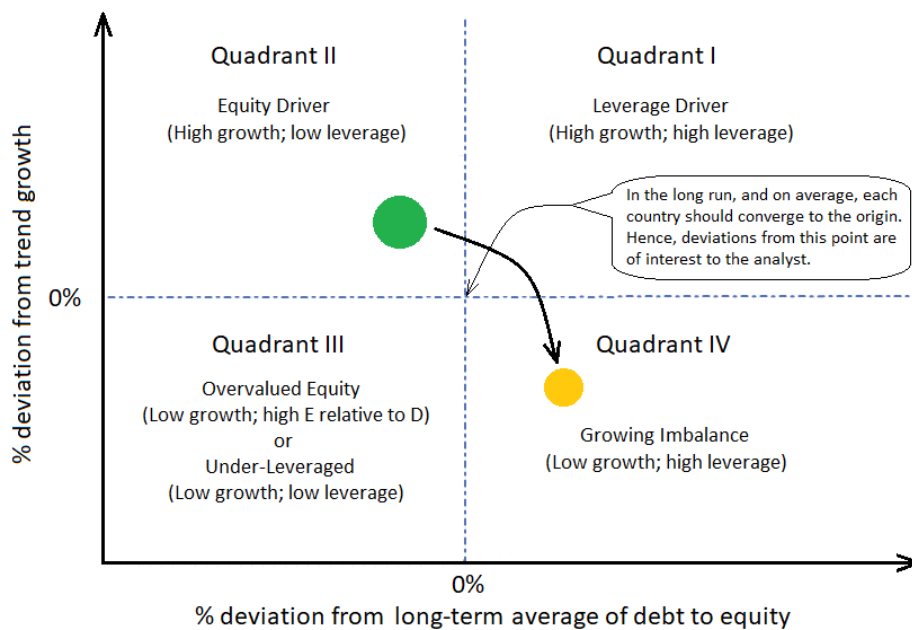 Quadrant II
Equity Driver
(High growth; low leverage)
Quadrant I
Leverage Driver
(High growth; high leverage)
In the long run, and on average, each
country should converge to the origin.
Hence, deviations from this point are
of interest to the analyst.
% deviation from trend growth
0%
Quadrant III
Overvalued Equity
(Low growth; high E relative to D)
or
Under-Leveraged
(Low growth; low leverage)
Quadrant IV
Growing Imbalance
(Low growth; high leverage)
0%
% deviation from long-term average of debt to equity